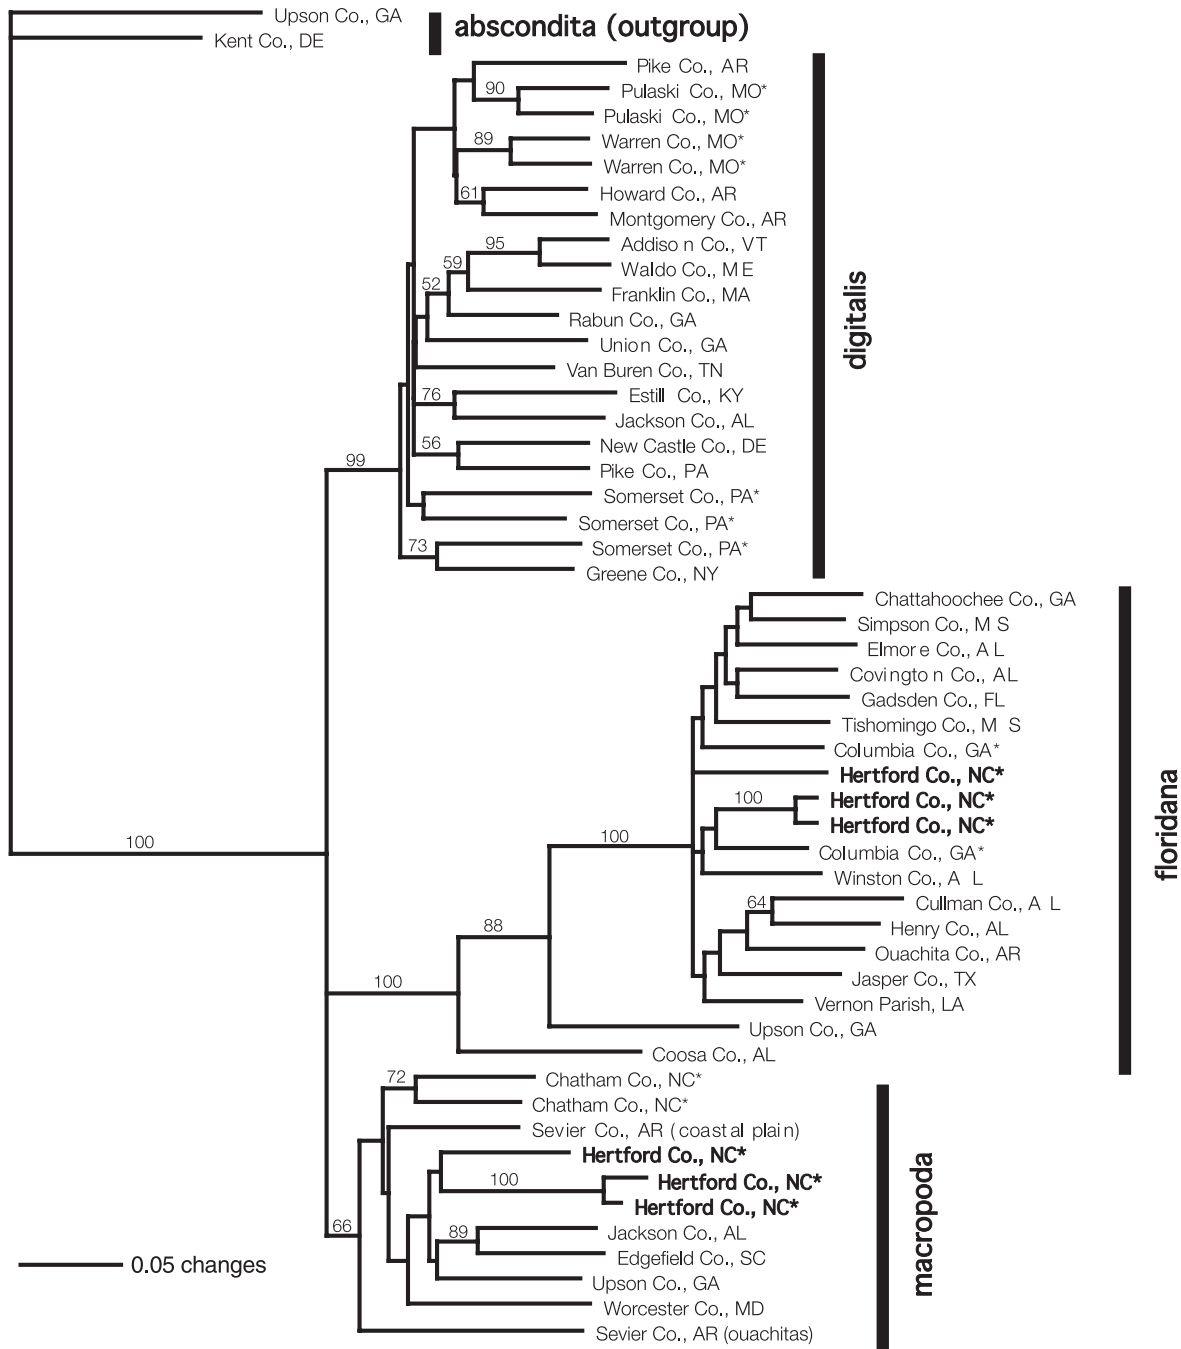 Upson Co., GA
Kent Co., DE
abscondita (outgroup)
Pike Co., AR
90
Pulaski Co., MO*
Pulaski Co., MO*
89
Warren Co., MO*
Warren Co., MO*
61
Howard Co., AR
Montgomery Co., AR
95
Addison Co., VT
59
Waldo Co., ME
52
Franklin Co., MA
Rabun Co., GA
Union Co., GA
Van Buren Co., TN
76
Estill Co., KY
Jackson Co., AL
56
New Castle Co., DE
Pike Co., PA
99
Somerset Co., PA*
Somerset Co., PA*
73
Somerset Co., PA*
Greene Co., NY
digitalis
Chattahoochee Co., GA
Simpson Co., MS
Elmore Co., AL
Covington Co., AL
Gadsden Co., FL
Tishomingo Co., MS
Columbia Co., GA*
Hertford Co., NC*
100
Hertford Co., NC*
Hertford Co., NC*
100
100
Columbia Co., GA*
Winston Co., AL
64
Cullman Co., AL
Henry Co., AL
88
Ouachita Co., AR
100
Jasper Co., TX
Vernon Parish, LA
Upson Co., GA
Coosa Co., AL
floridana
72
Chatham Co., NC*
Chatham Co., NC*
Sevier Co., AR (coastal plain)
Hertford Co., NC*
100
Hertford Co., NC*
Hertford Co., NC*
66
89
Jackson Co., AL
Edgefield Co., SC
Upson Co., GA
Worcester Co., MD
Sevier Co., AR (ouachitas)
macropoda
0.05 changes